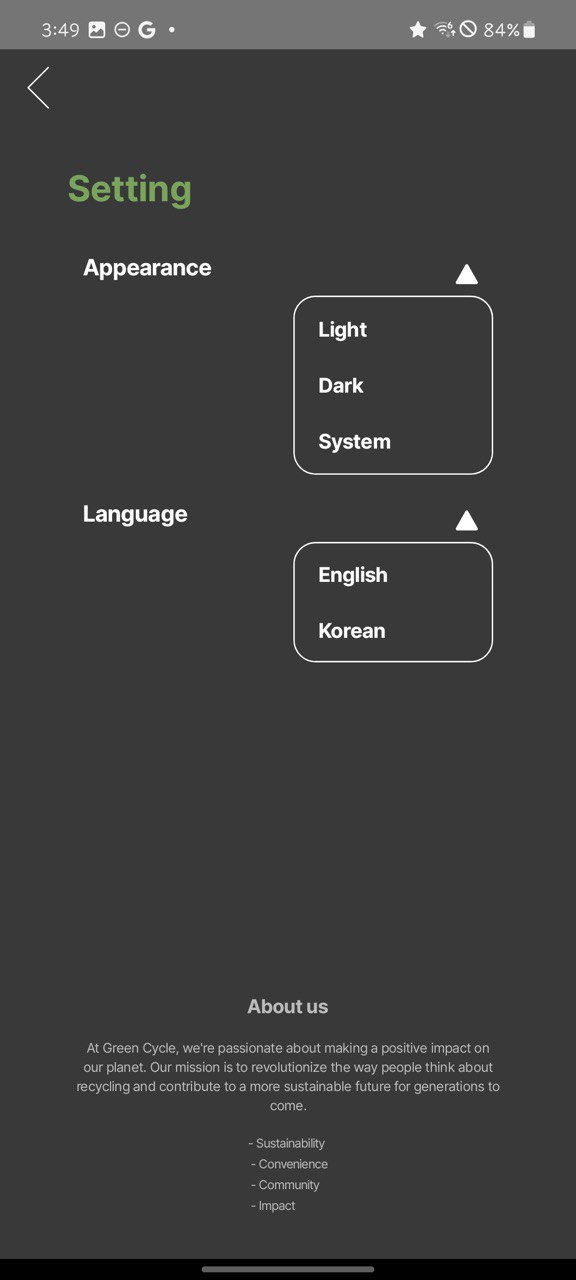 3:49 84%
Setting
Appearance
Light
Dark
System
Language
English
Korean
About us
At Green Cycle, we're passionate about making a positive impact on
our planet. Our mission is to revolutionize the way people think about
recycling and contribute to a more sustainable future for generations to
come.
- Sustainability
- Convenience
- Community
- Impact